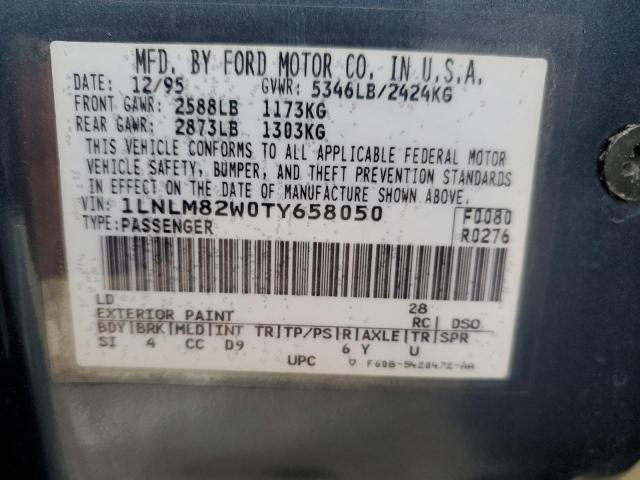 MFD. BY FORD MOTOR CO. IN U.S.A.
DATE: 12/95 GVWR: 5346LB/2424KG
FRONT GAWR: 2588LB 1173KG
REAR GAWR: 2873LB 1303KG
THIS VEHICLE CONFORMS TO ALL APPLICABLE FEDERAL MOTOR
VEHICLE SAFETY, BUMPER, AND THEFT PREVENTION STANDARDS
IN EFFECT ON THE DATE OF MANUFACTURE SHOWN ABOVE.
VIN: 1LNLM82W0TY658050 F0080
TYPE: PASSENGER R0276
LD 28
EXTERIOR PAINT RC| DSO
BDY|BRK|MLD|INT TR|TP/PS|R|AXLE|TR|SPR
SI 4 CC D9 6 Y U
UPC ▽ F6DB-5420472-AA